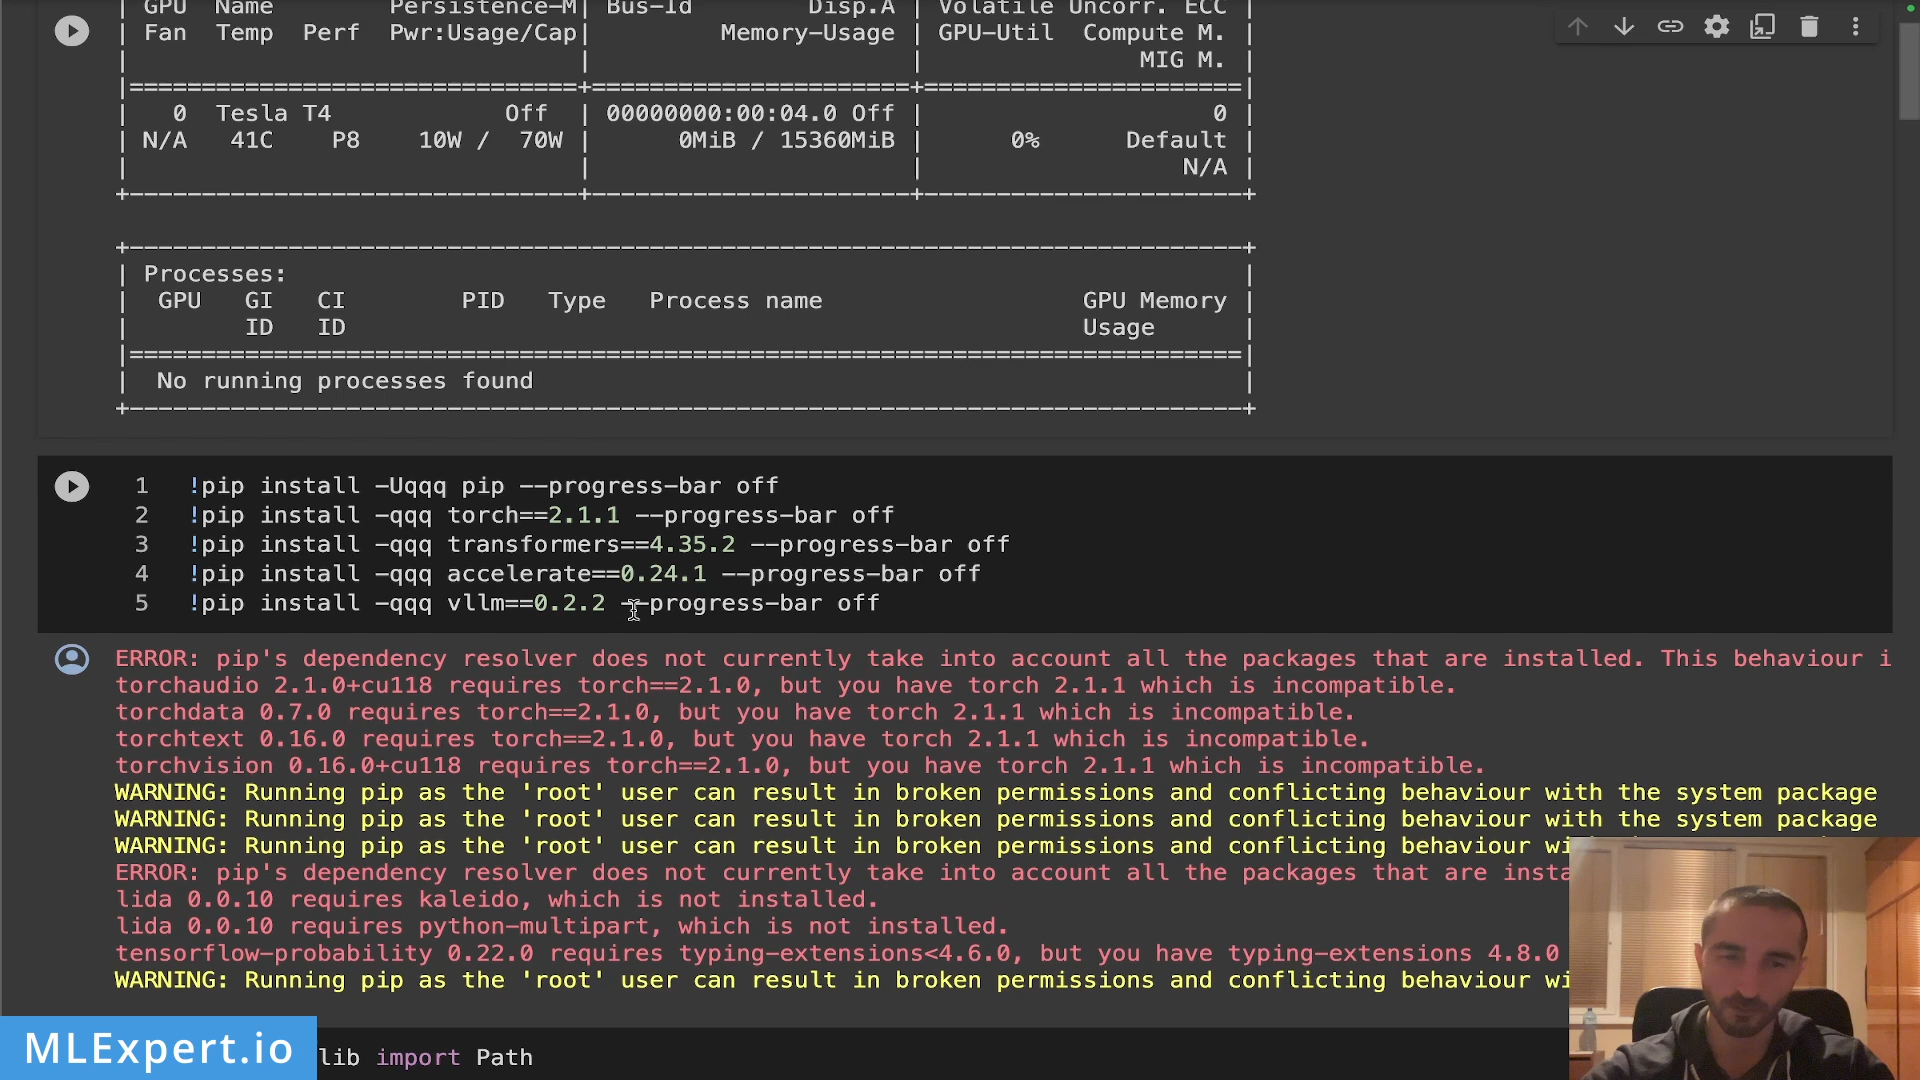 GPU Name Persistence-M| Bus-Id Disp.A | Volatile Uncorr. ECC |
| Fan Temp Perf Pwr:Usage/Cap| Memory-Usage | GPU-Util Compute M. |
| | | MIG M. |
|===============================+======================+======================|
| 0 Tesla T4 Off | 00000000:00:04.0 Off | 0 |
| N/A 41C P8 10W / 70W | 0MiB / 15360MiB | 0% Default |
| | | N/A |
+-------------------------------+----------------------+----------------------+
+-----------------------------------------------------------------------------+
| Processes: |
| GPU GI CI PID Type Process name GPU Memory |
| ID ID Usage |
|=============================================================================|
| No running processes found |
+-----------------------------------------------------------------------------+
1 !pip install -Uqqq pip --progress-bar off
2 !pip install -qqq torch==2.1.1 --progress-bar off
3 !pip install -qqq transformers==4.35.2 --progress-bar off
4 !pip install -qqq accelerate==0.24.1 --progress-bar off
5 !pip install -qqq vllm==0.2.2 --progress-bar off
ERROR: pip's dependency resolver does not currently take into account all the packages that are installed. This behaviour i
torchaudio 2.1.0+cu118 requires torch==2.1.0, but you have torch 2.1.1 which is incompatible.
torchdata 0.7.0 requires torch==2.1.0, but you have torch 2.1.1 which is incompatible.
torchtext 0.16.0 requires torch==2.1.0, but you have torch 2.1.1 which is incompatible.
torchvision 0.16.0+cu118 requires torch==2.1.0, but you have torch 2.1.1 which is incompatible.
WARNING: Running pip as the 'root' user can result in broken permissions and conflicting behaviour with the system package
WARNING: Running pip as the 'root' user can result in broken permissions and conflicting behaviour with the system package
WARNING: Running pip as the 'root' user can result in broken permissions and conflicting behaviour wi
ERROR: pip's dependency resolver does not currently take into account all the packages that are insta
lida 0.0.10 requires kaleido, which is not installed.
lida 0.0.10 requires python-multipart, which is not installed.
tensorflow-probability 0.22.0 requires typing-extensions<4.6.0, but you have typing-extensions 4.8.0
WARNING: Running pip as the 'root' user can result in broken permissions and conflicting behaviour wi
MLExpert.io
lib import Path